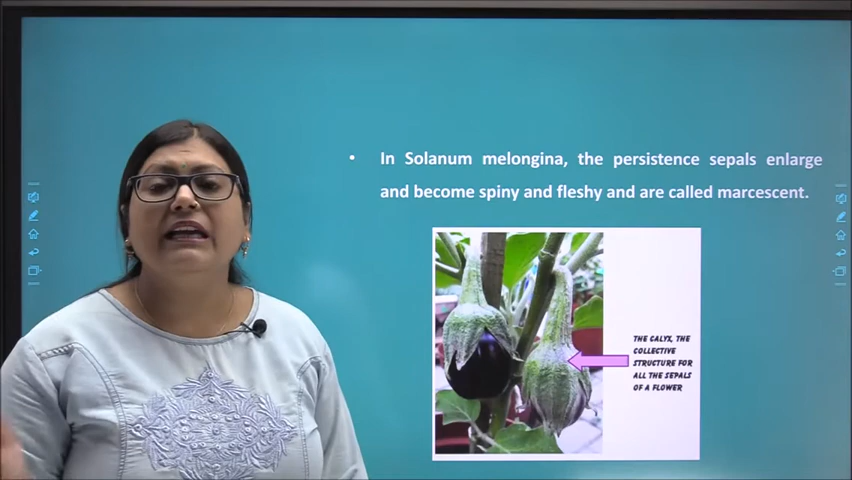 • In Solanum melongina, the persistence sepals enlarge
and become spiny and fleshy and are called marcescent.
THE CALYX, THE
COLLECTIVE
STRUCTURE FOR
ALL THE SEPALS
OF A FLOWER